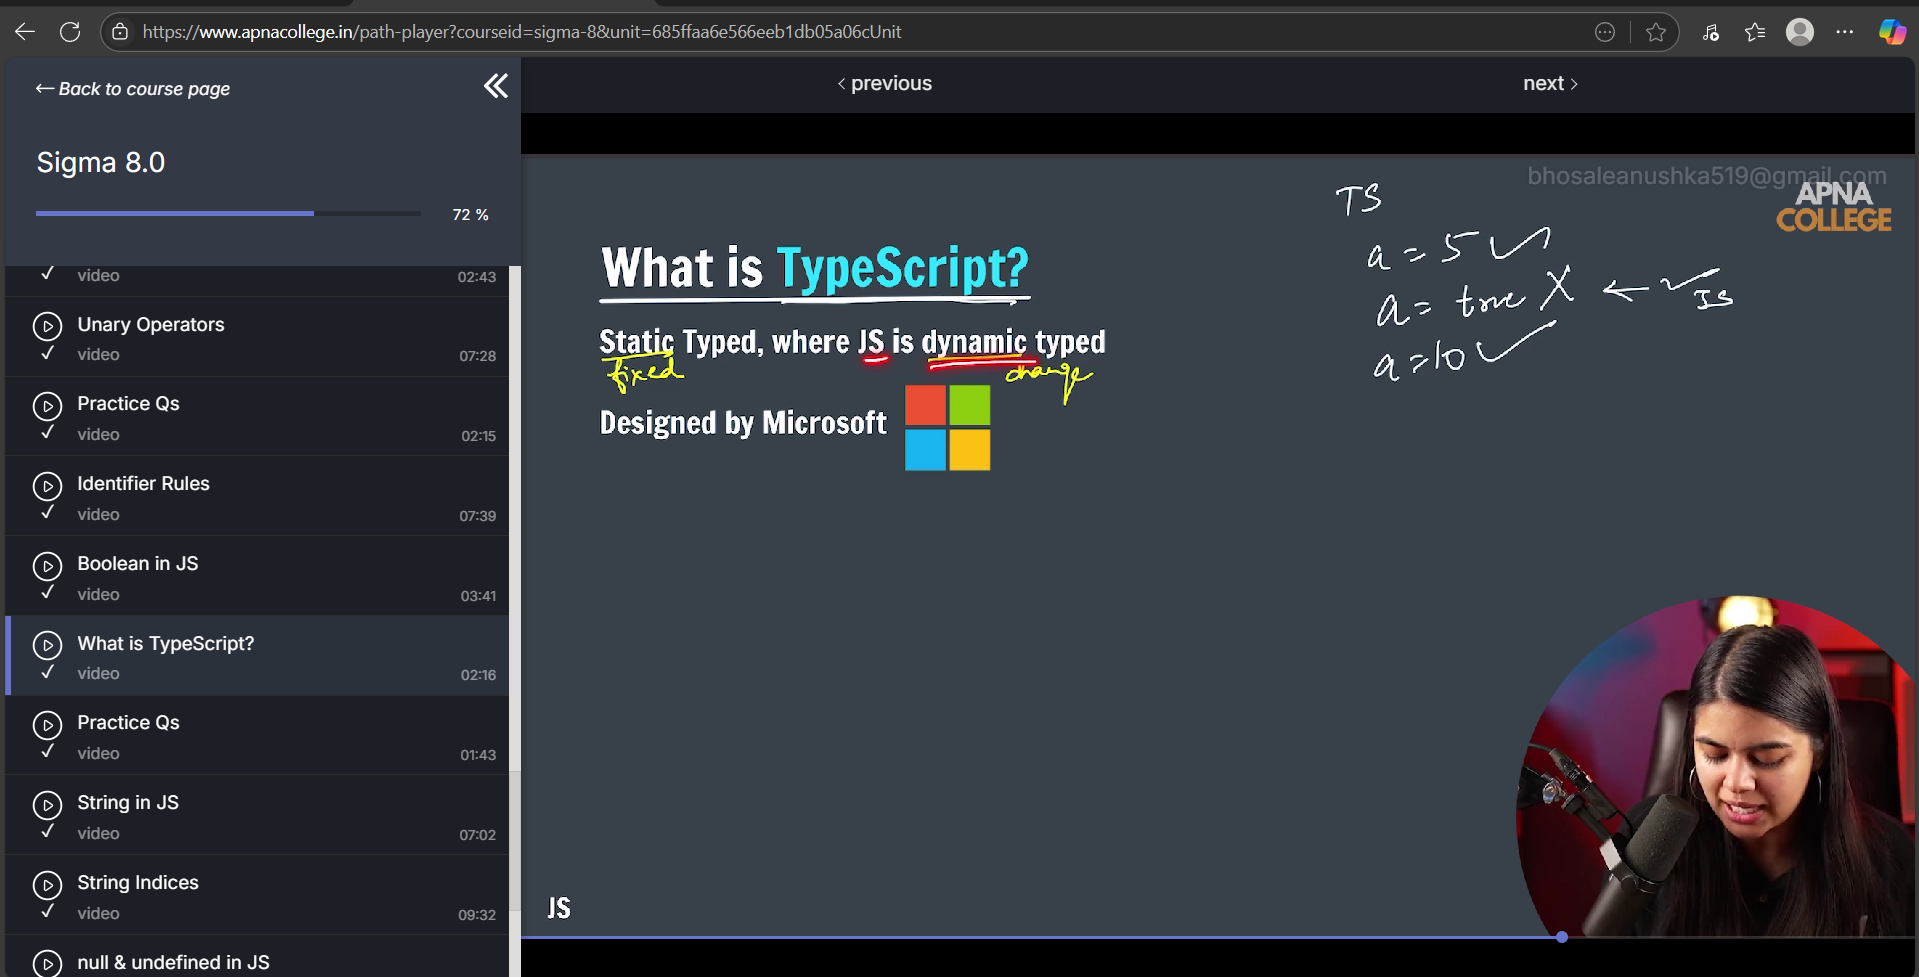 https://www.apnacollege.in/path-player?courseid=sigma-8&unit=685ffaa6e566eeb1db05a06cUnit
← Back to course page
Sigma 8.0
72 %
video
02:43
Unary Operators
video
07:28
Practice Qs
video
02:15
Identifier Rules
video
07:39
Boolean in JS
video
03:41
What is TypeScript?
video
02:16
Practice Qs
video
01:43
String in JS
video
07:02
String Indices
video
09:32
null & undefined in JS
‹ previous
next ›
bhosaleanushka519@gmail.com
APNA
COLLEGE
What is TypeScript?
Static Typed, where JS is dynamic typed
fixed
change
Designed by Microsoft
TS
a = 5 ✓
a = true X ← ✓ JS
a = 10 ✓
JS